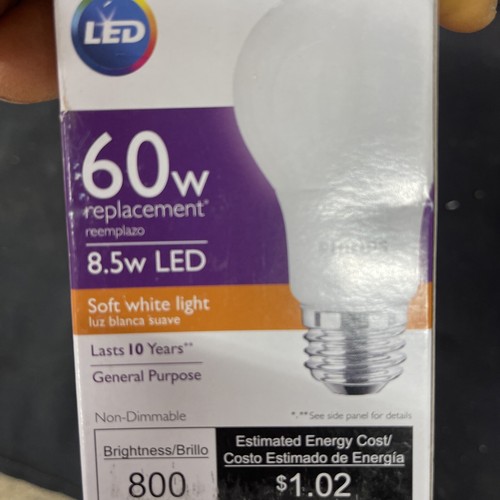 LED
60w
replacement*
reemplazo
8.5w LED
Soft white light
luz blanca suave
Lasts 10 Years**
General Purpose
Non-Dimmable
*,** See side panel for details
Brightness/Brillo
800
Estimated Energy Cost/
Costo Estimado de Energía
$1.02